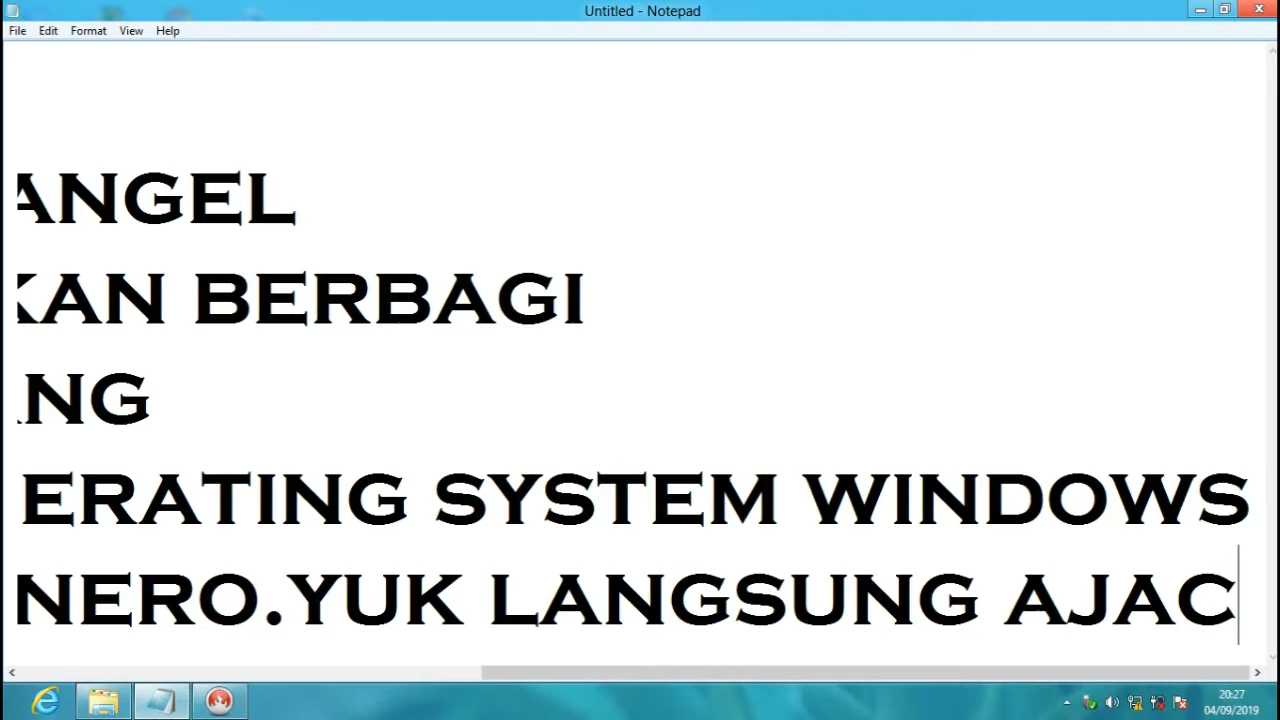 Untitled - Notepad
File Edit Format View Help
ANGEL
KAN BERBAGI
NG
ERATING SYSTEM WINDOWS
NERO.YUK LANGSUNG AJAC
20:27
04/09/2019